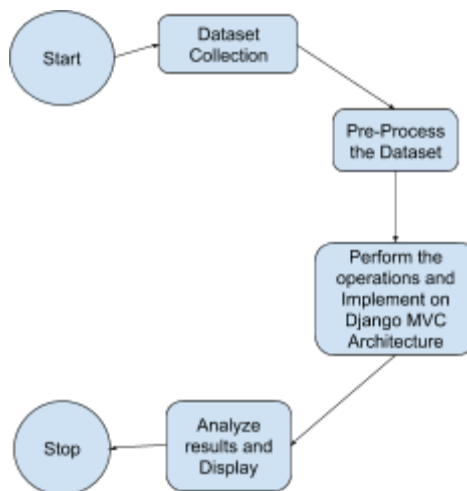 Start
Dataset
Collection
Pre-Process
the Dataset
Perform the
operations and
Implement on
Django MVC
Architecture
Analyze
results and
Display
Stop